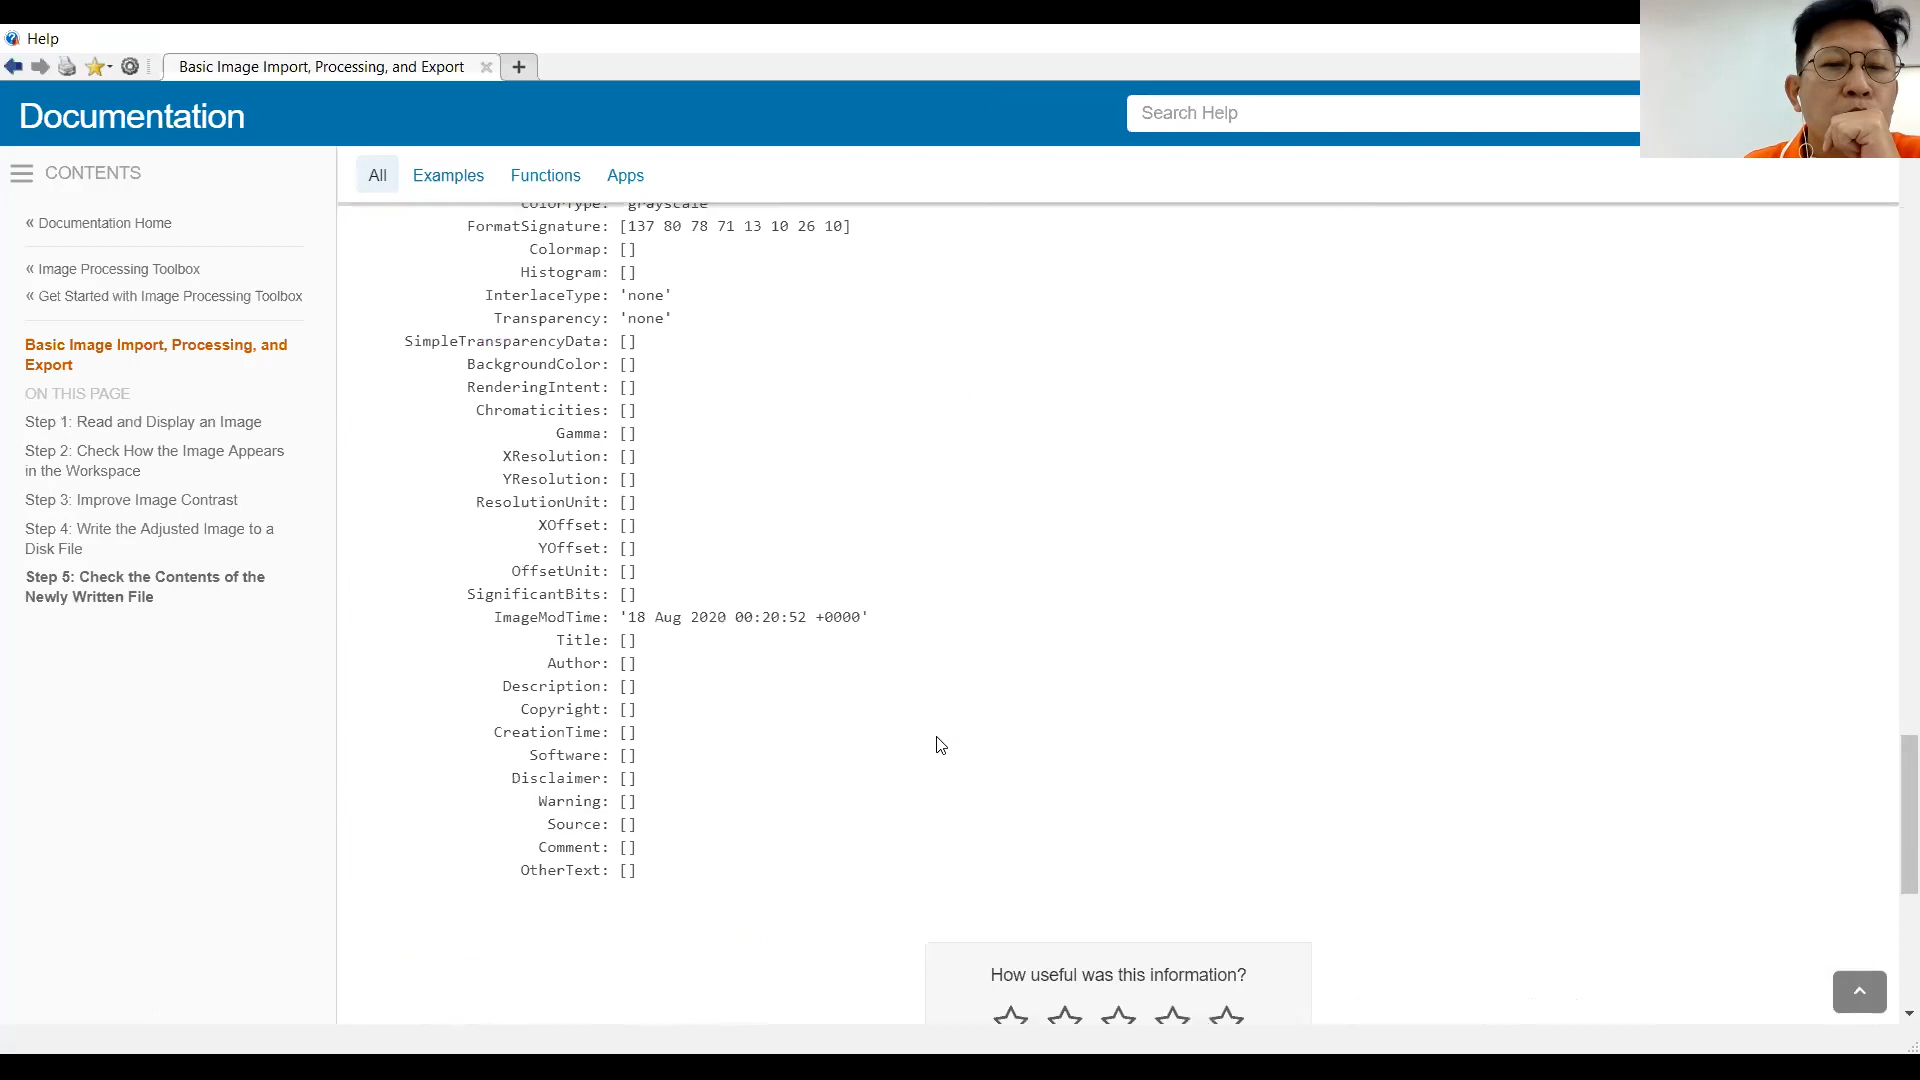 Help
Basic Image Import, Processing, and Export
Documentation
Search Help
CONTENTS
All Examples Functions Apps
« Documentation Home
« Image Processing Toolbox
« Get Started with Image Processing Toolbox
Basic Image Import, Processing, and
Export
ON THIS PAGE
Step 1: Read and Display an Image
Step 2: Check How the Image Appears
in the Workspace
Step 3: Improve Image Contrast
Step 4: Write the Adjusted Image to a
Disk File
Step 5: Check the Contents of the
Newly Written File
ColorType: 'grayscale'
FormatSignature: [137 80 78 71 13 10 26 10]
Colormap: []
Histogram: []
InterlaceType: 'none'
Transparency: 'none'
SimpleTransparencyData: []
BackgroundColor: []
RenderingIntent: []
Chromaticities: []
Gamma: []
XResolution: []
YResolution: []
ResolutionUnit: []
XOffset: []
YOffset: []
OffsetUnit: []
SignificantBits: []
ImageModTime: '18 Aug 2020 00:20:52 +0000'
Title: []
Author: []
Description: []
Copyright: []
CreationTime: []
Software: []
Disclaimer: []
Warning: []
Source: []
Comment: []
OtherText: []
How useful was this information?